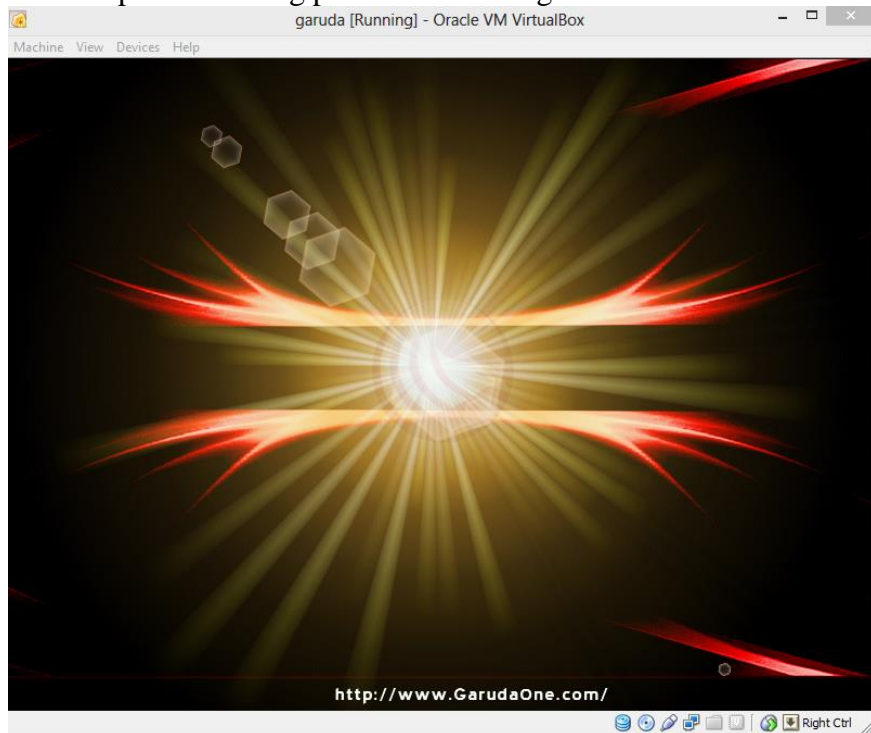 garuda [Running] - Oracle VM VirtualBox
Machine View Devices Help
http://www.GarudaOne.com/
Right Ctrl